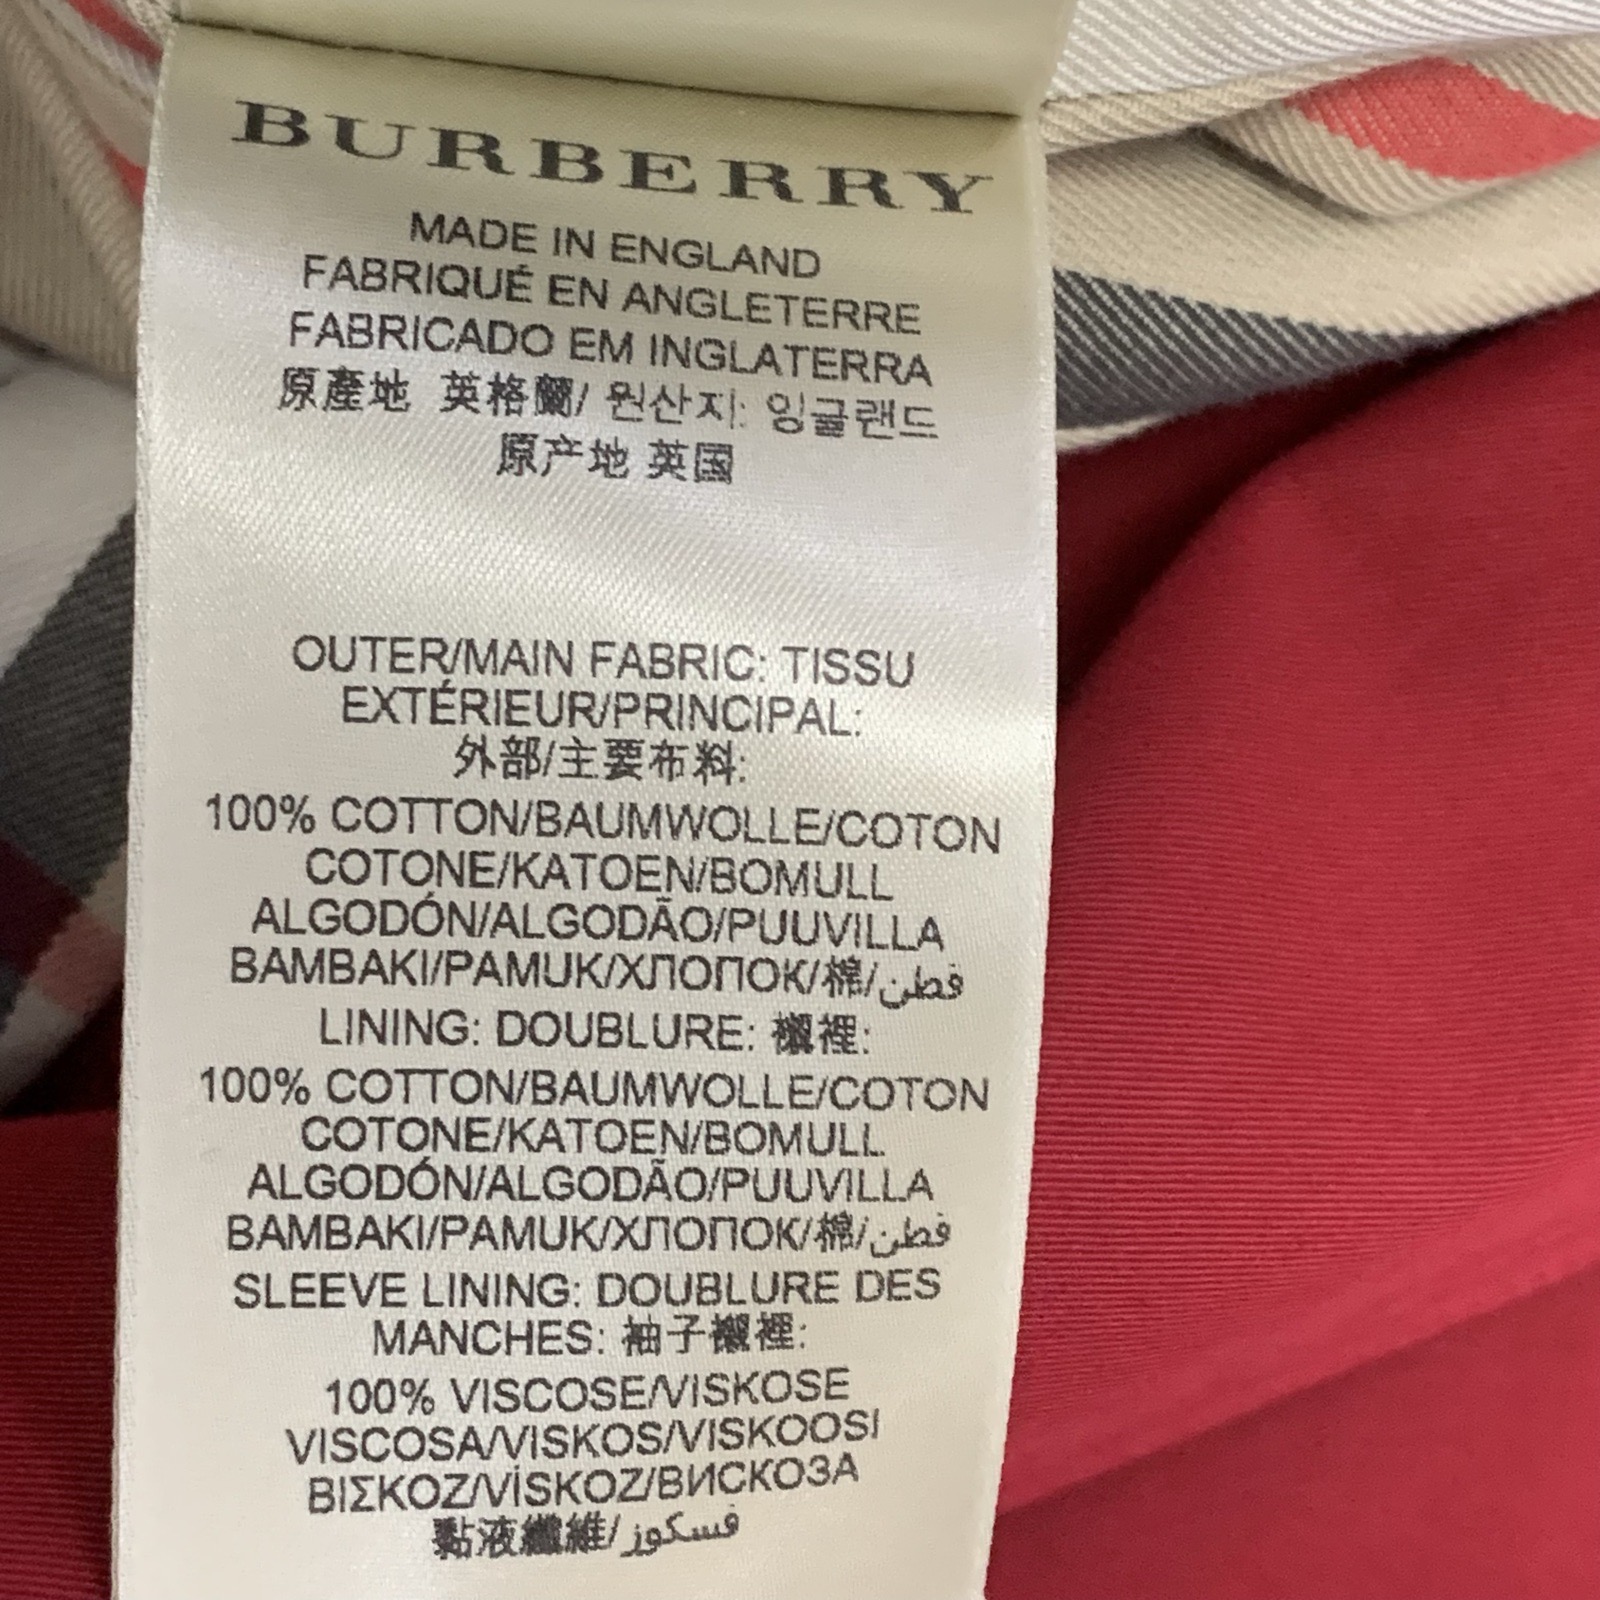 BURBERRY
MADE IN ENGLAND
FABRIQUÉ EN ANGLETERRE
FABRICADO EM INGLATERRA
原產地 英格蘭/ 원산지: 잉글랜드
原产地 英国
OUTER/MAIN FABRIC: TISSU
EXTÉRIEUR/PRINCIPAL:
外部/主要布料:
100% COTTON/BAUMWOLLE/COTON
COTONE/KATOEN/BOMULL
ALGODÓN/ALGODÃO/PUUVILLA
BAMBAKI/PAMUK/ХЛОПОК/棉/قطن
LINING: DOUBLURE: 襯裡:
100% COTTON/BAUMWOLLE/COTON
COTONE/KATOEN/BOMULL
ALGODÓN/ALGODÃO/PUUVILLA
BAMBAKI/PAMUK/ХЛОПОК/棉/قطن
SLEEVE LINING: DOUBLURE DES
MANCHES: 袖子襯裡:
100% VISCOSE/VISKOSE
VISCOSA/VISKOS/VISKOOSI
ΒΙΣΚΟΖ/VİSKOZ/ВИСКОЗА
黏液纖維/فسكوز